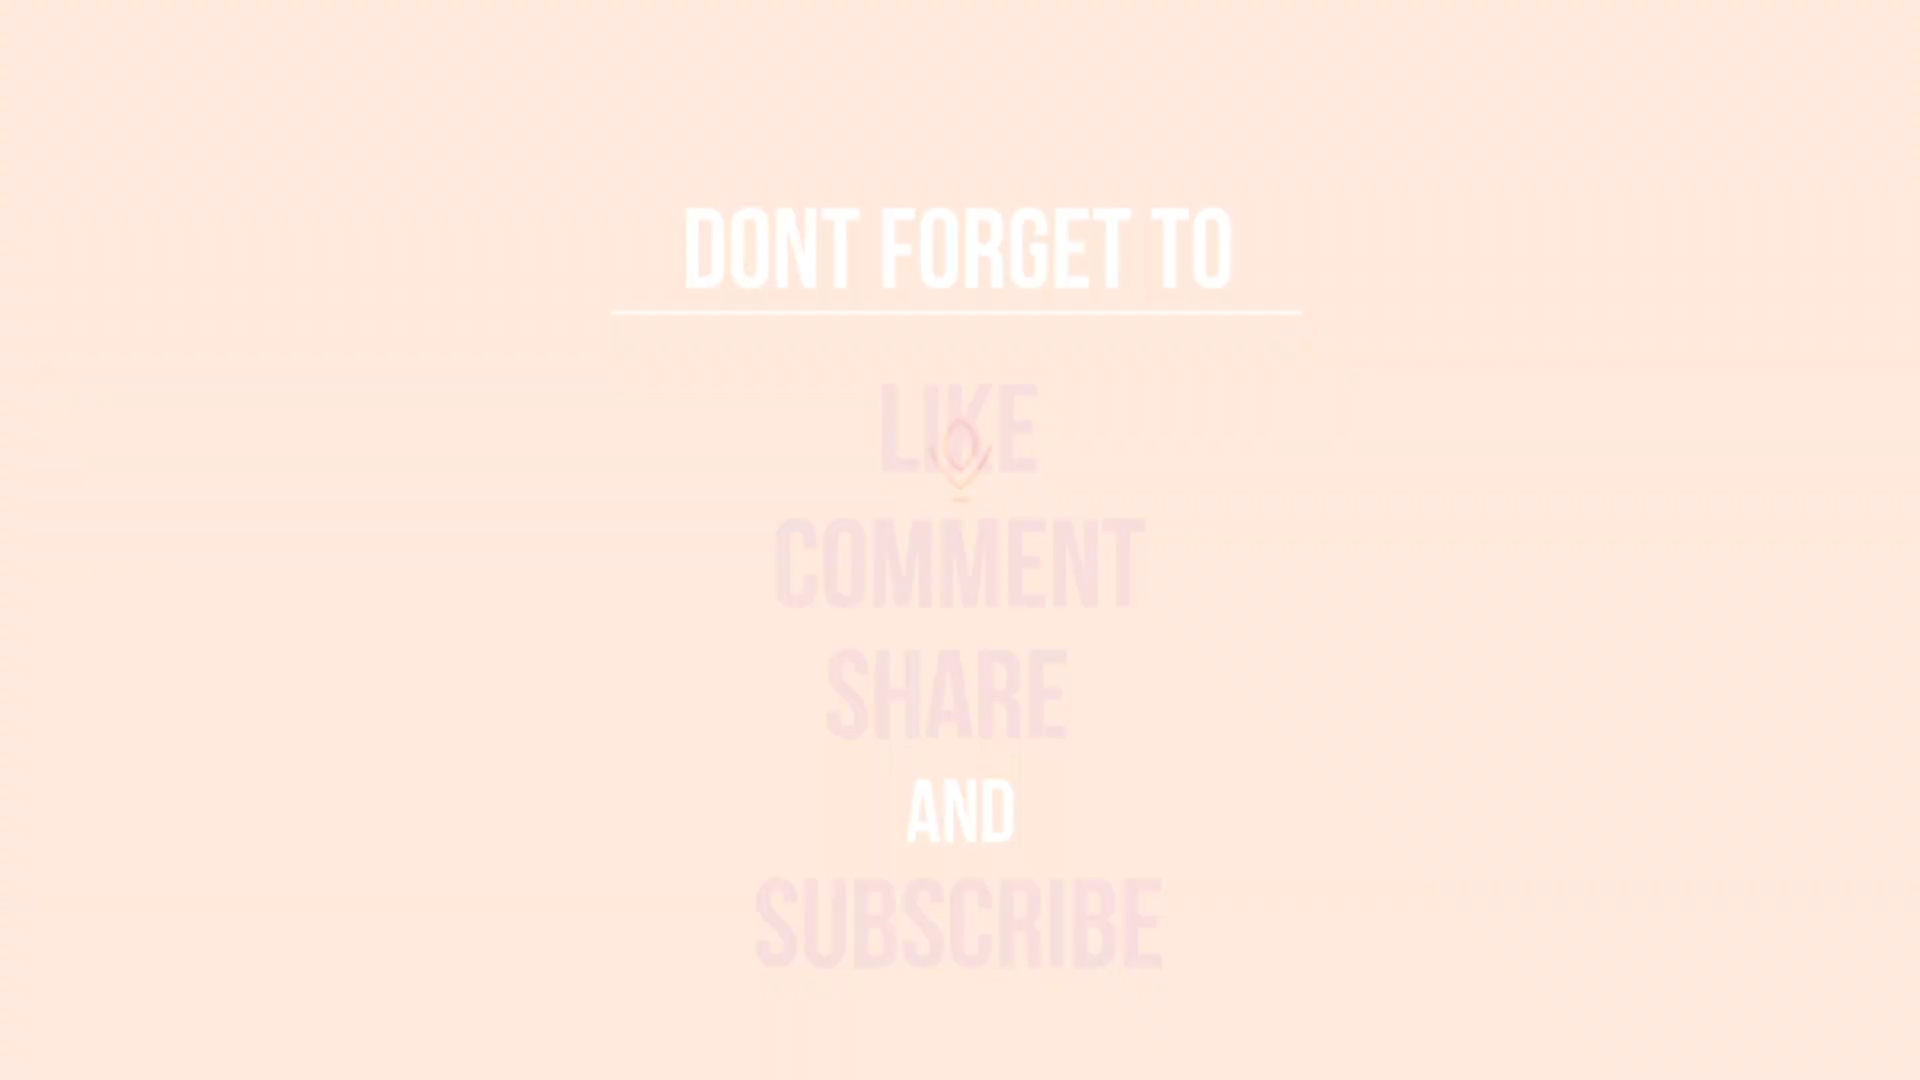 DONT FORGET TO
LIKE
COMMENT
SHARE
AND
SUBSCRIBE